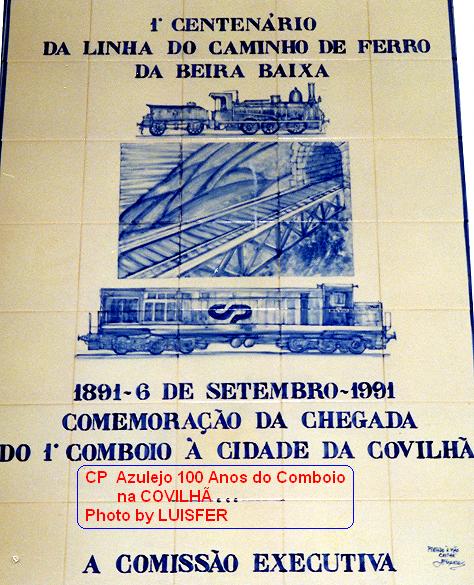 1º CENTENÁRIO
DA LINHA DO CAMINHO DE FERRO
DA BEIRA BAIXA
CP
1891-6 DE SETEMBRO-1991
COMEMORAÇÃO DA CHEGADA
DO 1º COMBOIO À CIDADE DA COVILHÃ
CP Azulejo 100 Anos do Comboio
na COVILHÃ...
Photo by LUISFER
À MÃO
A COMISSÃO EXECUTIVA